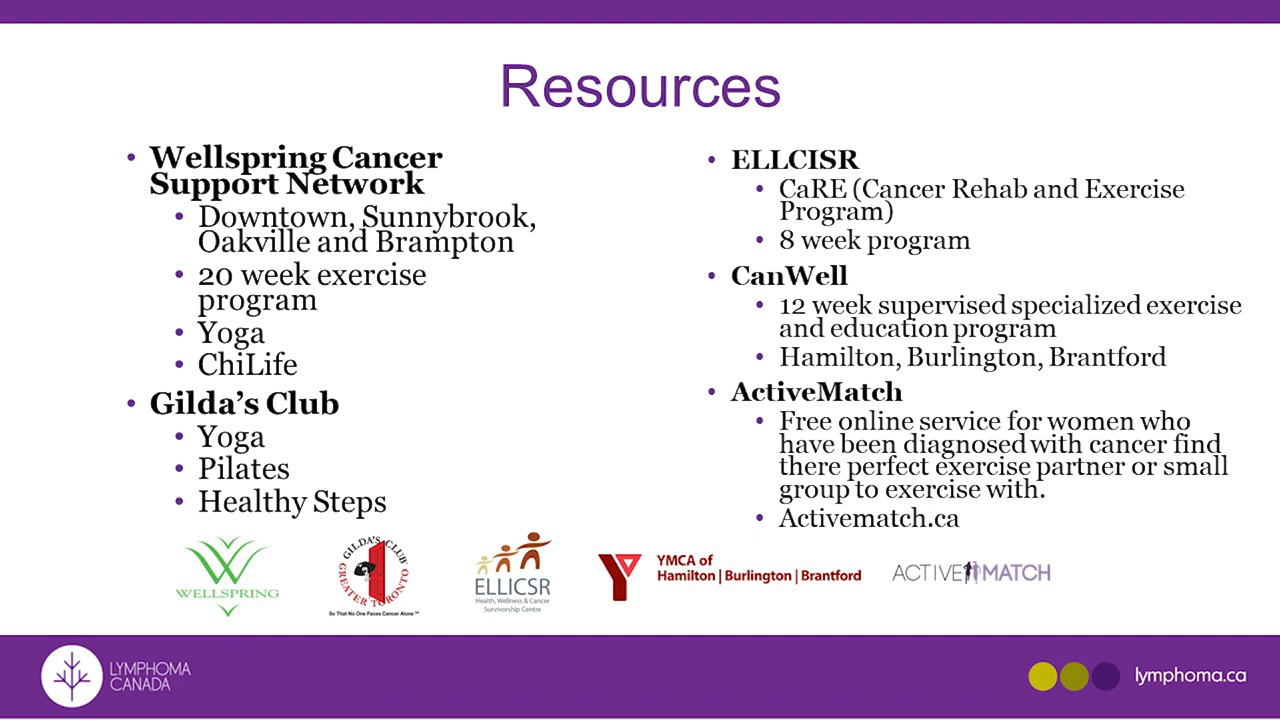 Resources
• Wellspring Cancer
Support Network
• Downtown, Sunnybrook,
Oakville and Brampton
• 20 week exercise
program
• Yoga
• ChiLife
• Gilda's Club
• Yoga
• Pilates
• Healthy Steps
• ELLCISR
• CaRE (Cancer Rehab and Exercise
Program)
• 8 week program
• CanWell
• 12 week supervised specialized exercise
and education program
• Hamilton, Burlington, Brantford
• ActiveMatch
• Free online service for women who
have been diagnosed with cancer find
there perfect exercise partner or small
group to exercise with.
• Activematch.ca
WELLSPRING
GILDA'S CLUB
GREATER TORONTO
So That No One Faces Cancer Alone ™
ELLICSR
Health, Wellness & Cancer
Survivorship Centre
YMCA of
Hamilton | Burlington | Brantford
ACTIVE MATCH
LYMPHOMA
CANADA
lymphoma.ca